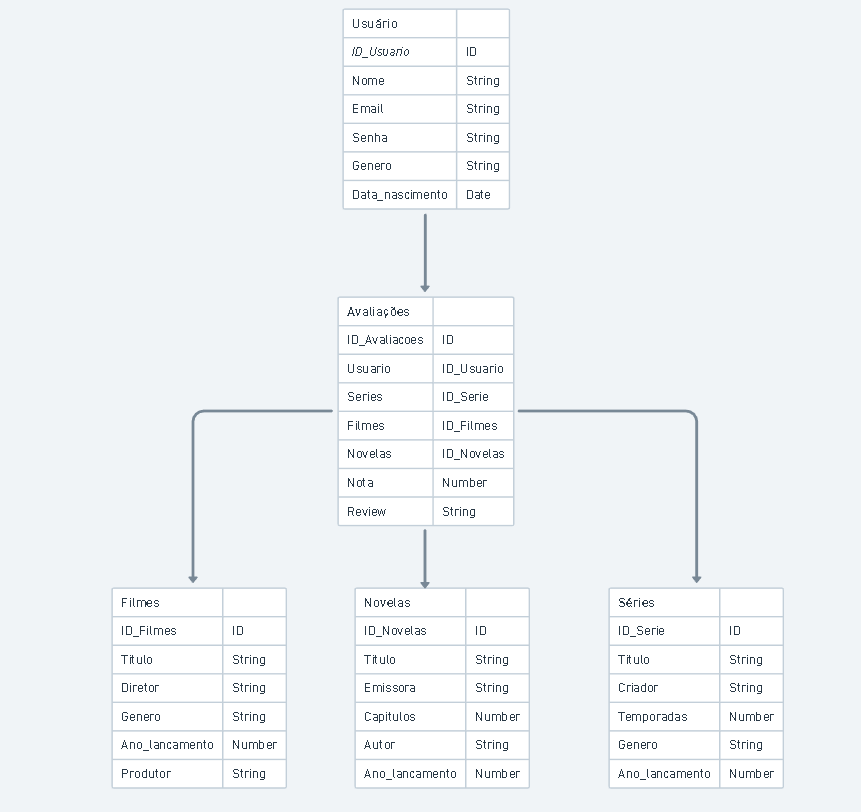 Usuário
ID_Usuario ID
Nome String
Email String
Senha String
Genero String
Data_nascimento Date
Avaliações
ID_Avaliacoes ID
Usuario ID_Usuario
Series ID_Serie
Filmes ID_Filmes
Novelas ID_Novelas
Nota Number
Review String
Filmes
ID_Filmes ID
Titulo String
Diretor String
Genero String
Ano_lancamento Number
Produtor String
Novelas
ID_Novelas ID
Titulo String
Emissora String
Capitulos Number
Autor String
Ano_lancamento Number
Séries
ID_Serie ID
Titulo String
Criador String
Temporadas Number
Genero String
Ano_lancamento Number